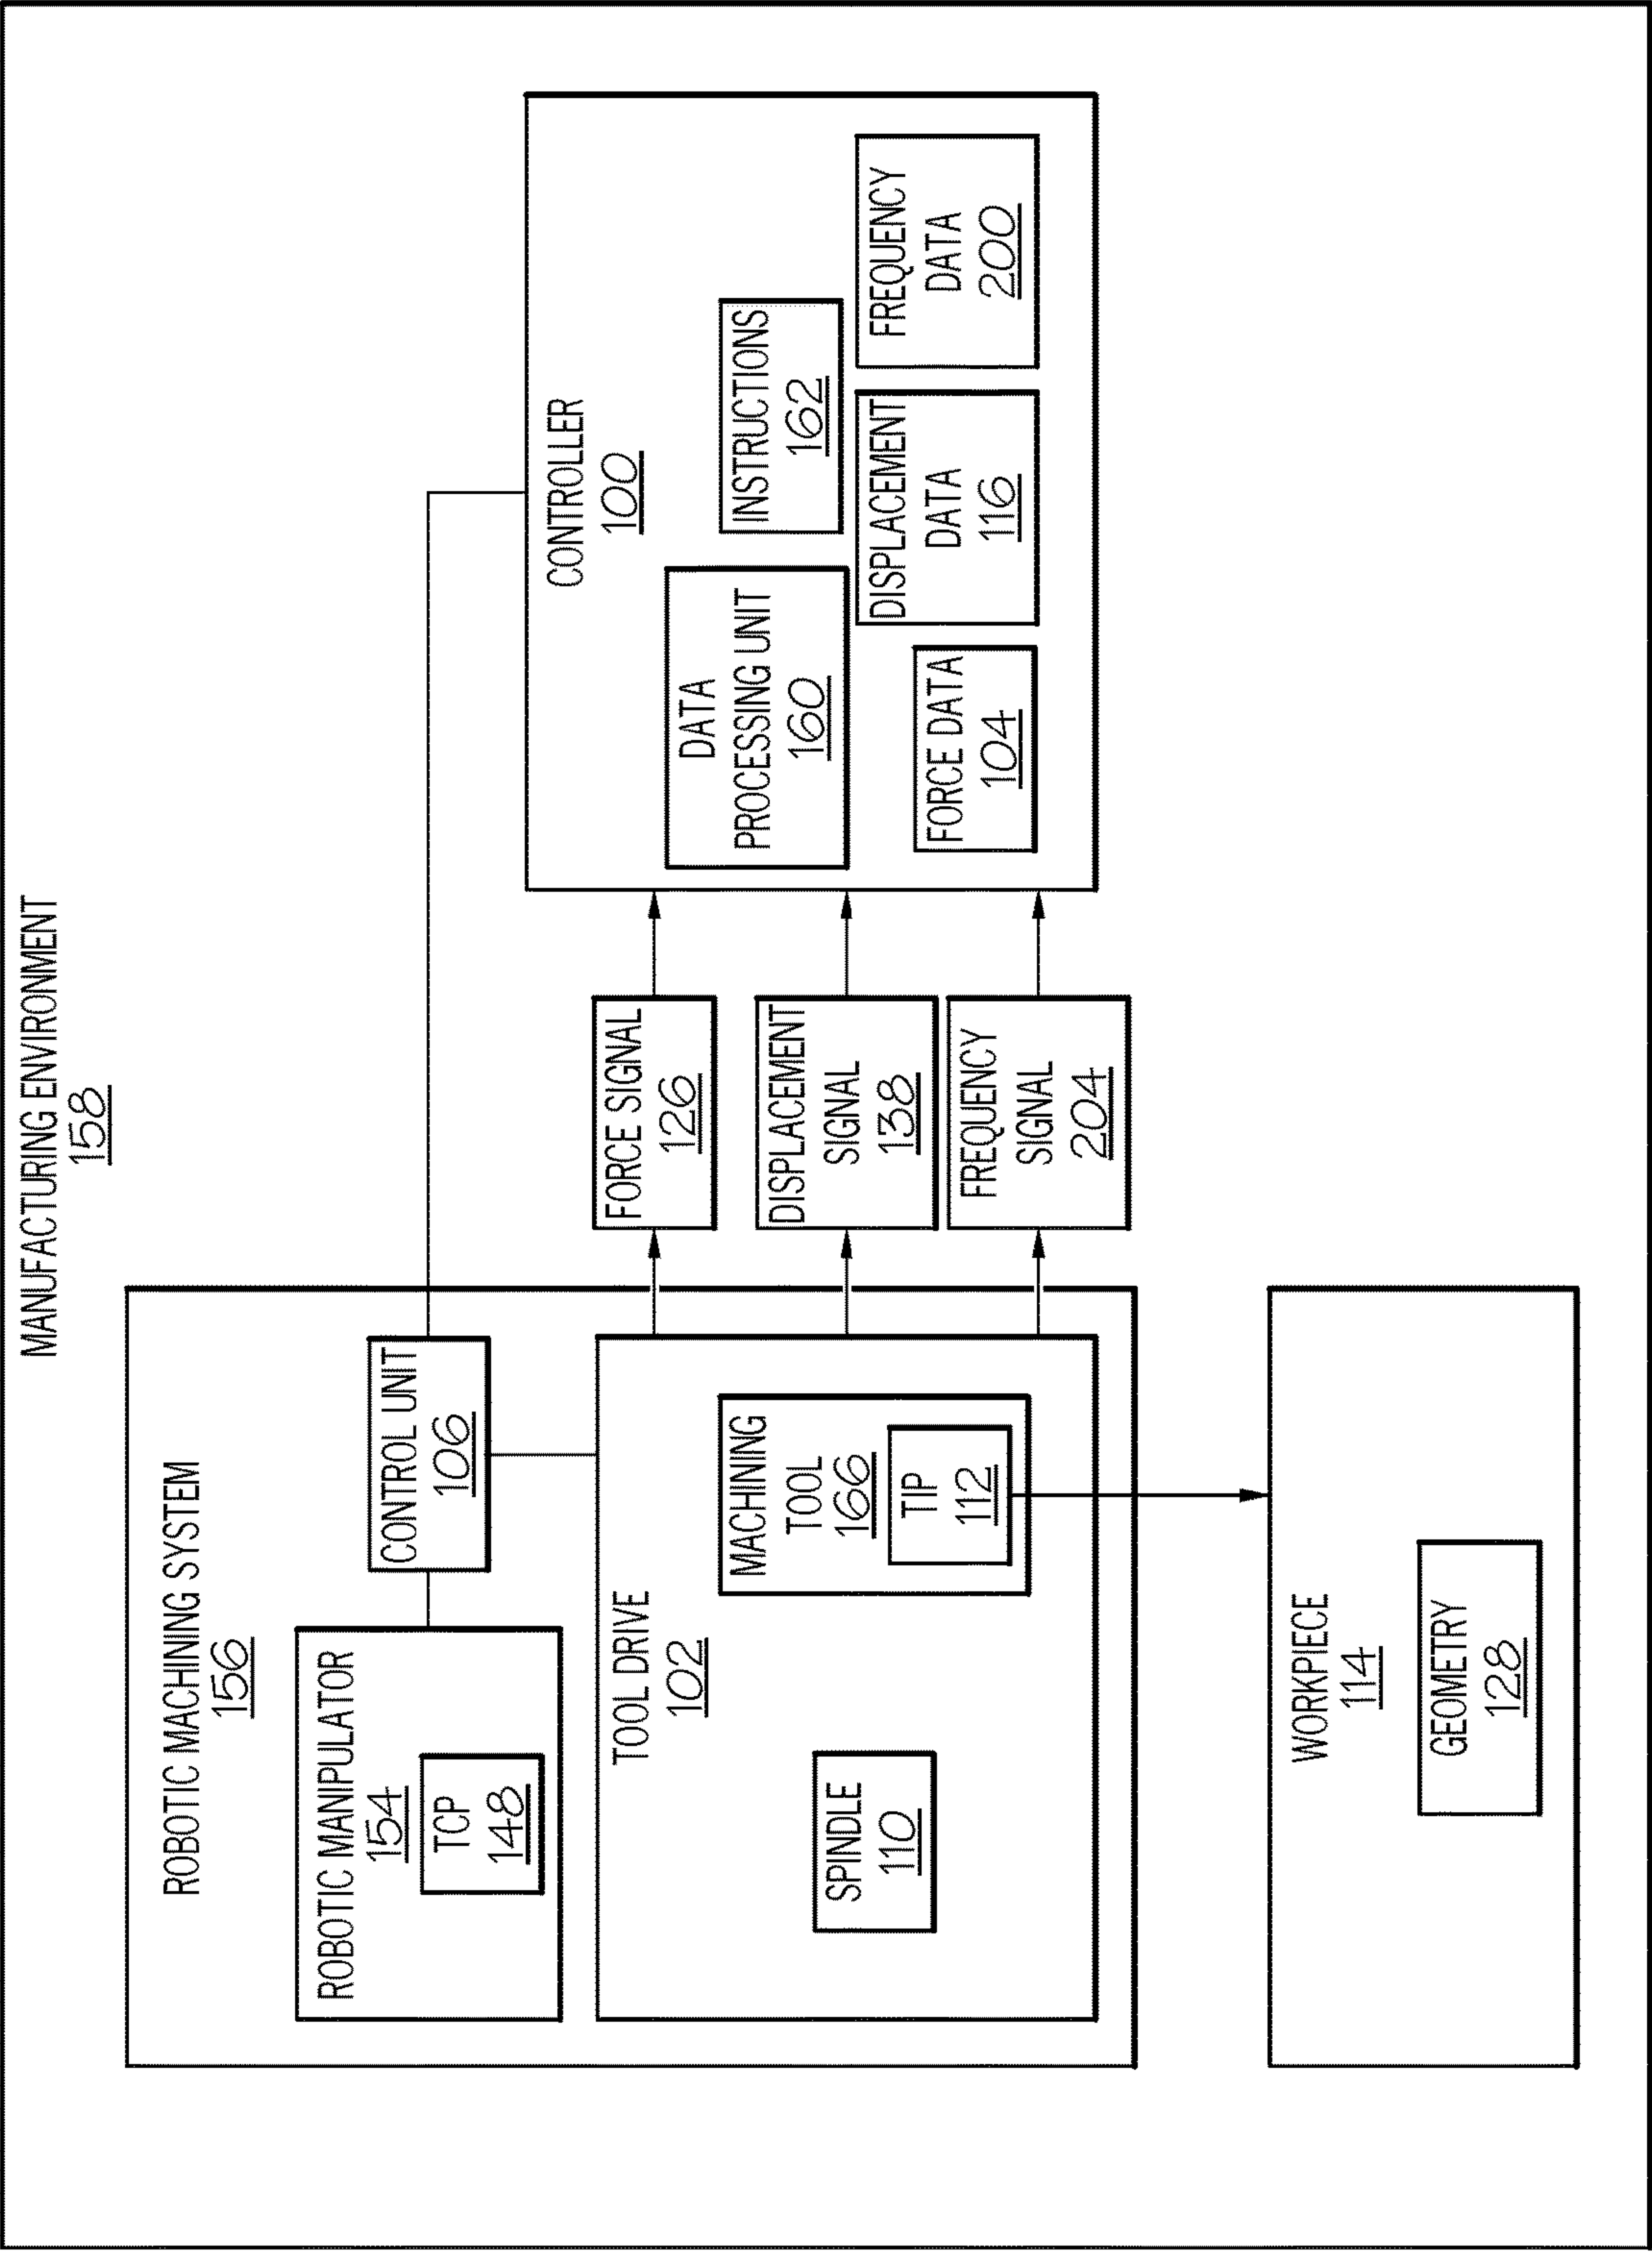 MANUFACTURING ENVIRONMENT
158
ROBOTIC MACHINING SYSTEM
156
ROBOTIC MANIPULATOR
154
TCP
148
CONTROL UNIT
106
TOOL DRIVE
102
SPINDLE
110
MACHINING
TOOL
166
TIP
112
FORCE SIGNAL
126
DISPLACEMENT
SIGNAL
138
FREQUENCY
SIGNAL
204
CONTROLLER
100
DATA
PROCESSING UNIT
160
INSTRUCTIONS
162
FORCE DATA
104
DISPLACEMENT
DATA
116
FREQUENCY
DATA
200
WORKPIECE
114
GEOMETRY
128